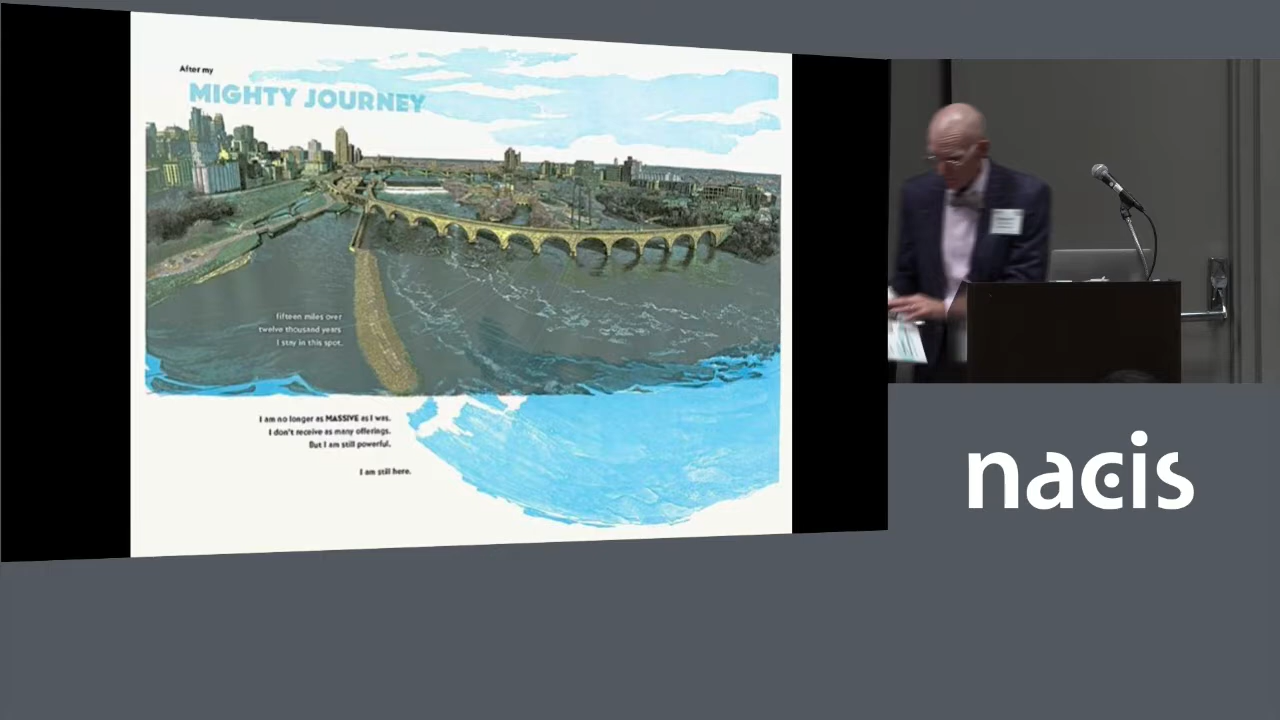 After my
MIGHTY JOURNEY
fifteen miles over
twelve thousand years
I stay in this spot.
I am no longer as MASSIVE as I was.
I don't receive as many offerings.
But I am still powerful.
I am still here.
nacis